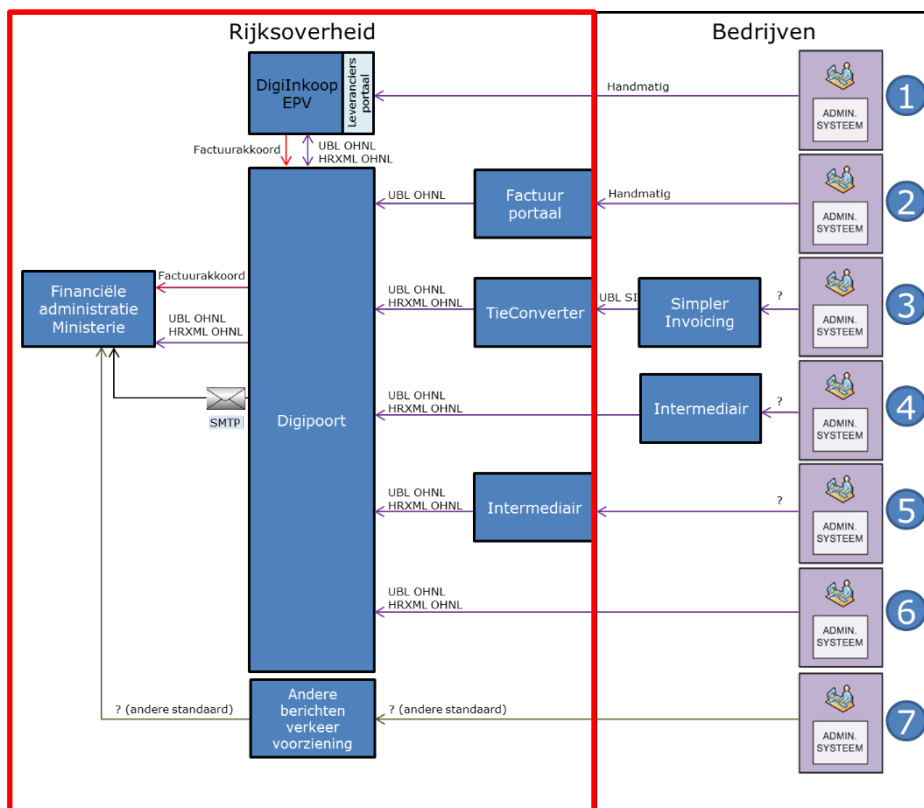 Rijksoverheid
Bedrijven
DigiInkoop
EPV
Leveranciers
portaal
Handmatig
ADMIN.
SYSTEEM
1
Factuurakkoord
UBL OHNL
HRXML OHNL
UBL OHNL
Factuur
portaal
Handmatig
ADMIN.
SYSTEEM
2
Financiële
administratie
Ministerie
Factuurakkoord
UBL OHNL
HRXML OHNL
SMTP
Digipoort
UBL OHNL
HRXML OHNL
TieConverter
UBL SI
Simpler
Invoicing
?
ADMIN.
SYSTEEM
3
UBL OHNL
HRXML OHNL
Intermediair
?
ADMIN.
SYSTEEM
4
UBL OHNL
HRXML OHNL
Intermediair
?
ADMIN.
SYSTEEM
5
UBL OHNL
HRXML OHNL
ADMIN.
SYSTEEM
6
? (andere standaard)
Andere
berichten
verkeer
voorziening
? (andere standaard)
ADMIN.
SYSTEEM
7